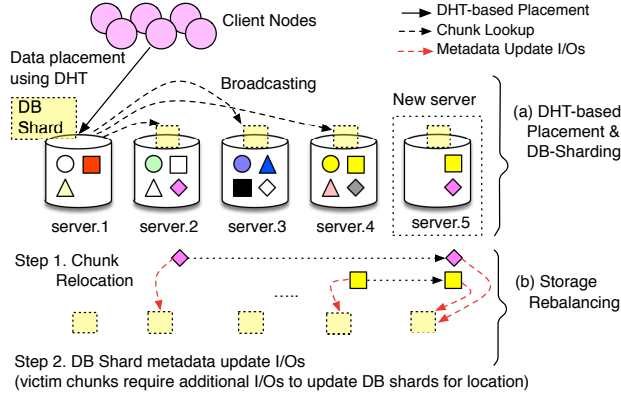 Client Nodes
DHT-based Placement
Chunk Lookup
Metadata Update I/Os
Data placement
using DHT
Broadcasting
DB
Shard
New server
(a) DHT-based
Placement &
DB-Sharding
server.1
server.2
server.3
server.4
server.5
Step 1. Chunk
Relocation
.....
(b) Storage
Rebalancing
Step 2. DB Shard metadata update I/Os
(victim chunks require additional I/Os to update DB shards for location)